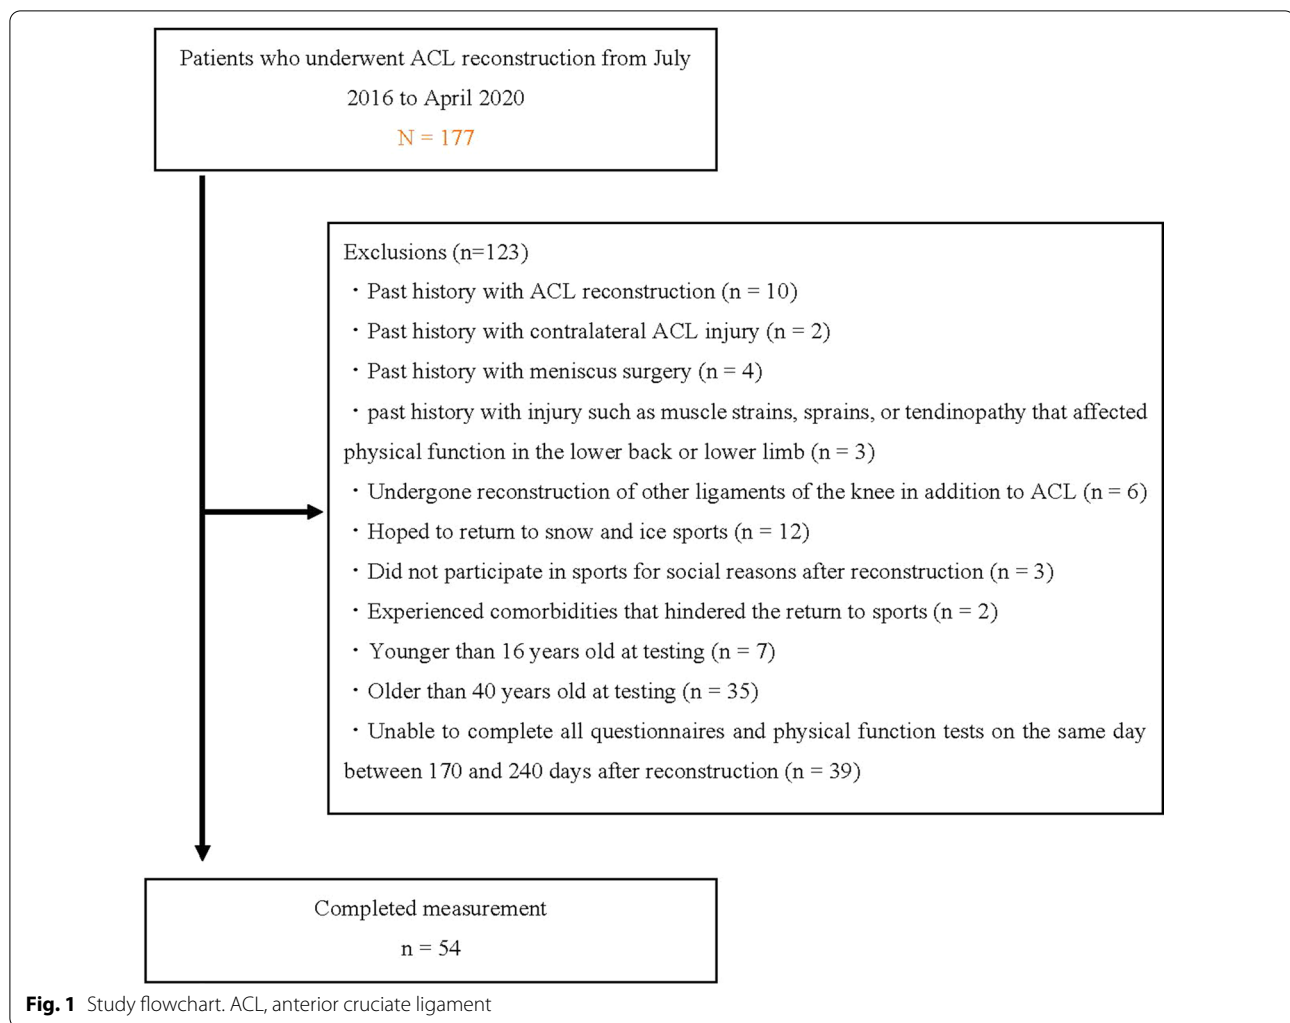 Patients who underwent ACL reconstruction from July
2016 to April 2020
N = 177
Exclusions (n=123)
・Past history with ACL reconstruction (n = 10)
・Past history with contralateral ACL injury (n = 2)
・Past history with meniscus surgery (n = 4)
・past history with injury such as muscle strains, sprains, or tendinopathy that affected
physical function in the lower back or lower limb (n = 3)
・Undergone reconstruction of other ligaments of the knee in addition to ACL (n = 6)
・Hoped to return to snow and ice sports (n = 12)
・Did not participate in sports for social reasons after reconstruction (n = 3)
・Experienced comorbidities that hindered the return to sports (n = 2)
・Younger than 16 years old at testing (n = 7)
・Older than 40 years old at testing (n = 35)
・Unable to complete all questionnaires and physical function tests on the same day
between 170 and 240 days after reconstruction (n = 39)
Completed measurement
n = 54
Fig. 1 Study flowchart. ACL, anterior cruciate ligament